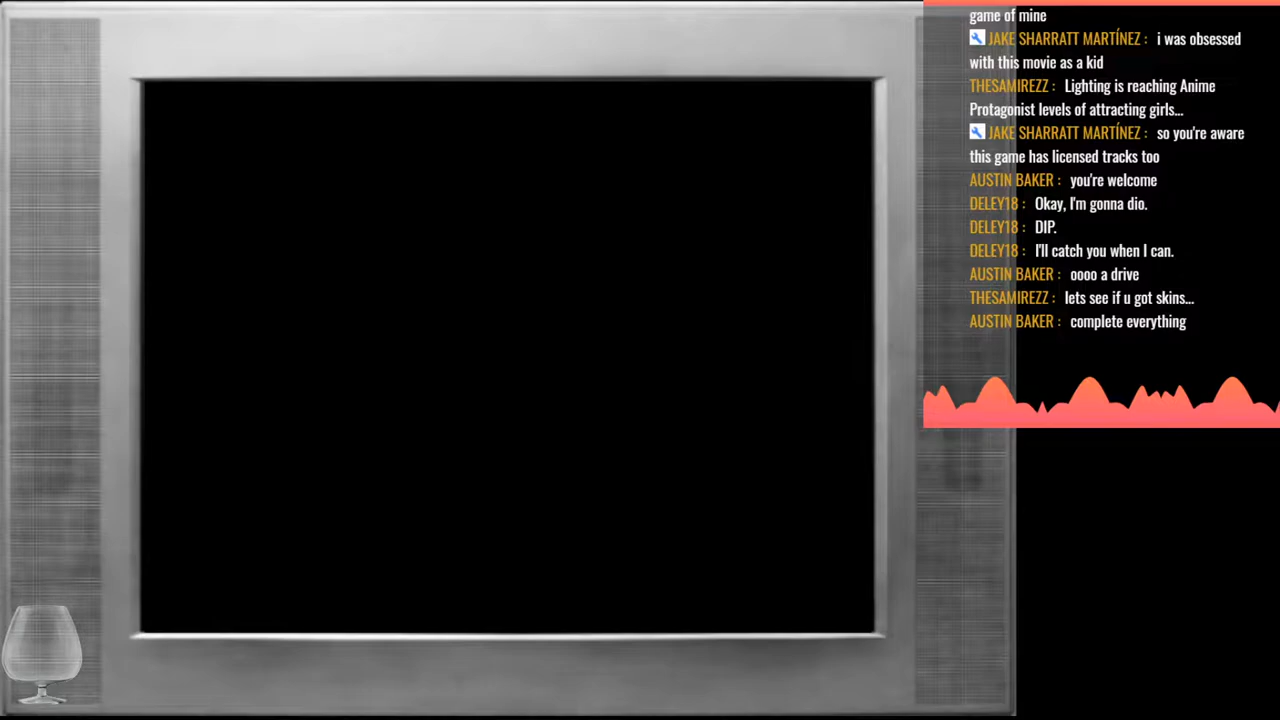 game of mine
JAKE SHARRATT MARTÍNEZ : i was obsessed
with this movie as a kid
THESAMIREZZ : Lighting is reaching Anime
Protagonist levels of attracting girls...
JAKE SHARRATT MARTÍNEZ : so you're aware
this game has licensed tracks too
AUSTIN BAKER : you're welcome
DELEY18 : Okay, I'm gonna dio.
DELEY18 : DIP.
DELEY18 : I'll catch you when I can.
AUSTIN BAKER : oooo a drive
THESAMIREZZ : lets see if u got skins...
AUSTIN BAKER : complete everything